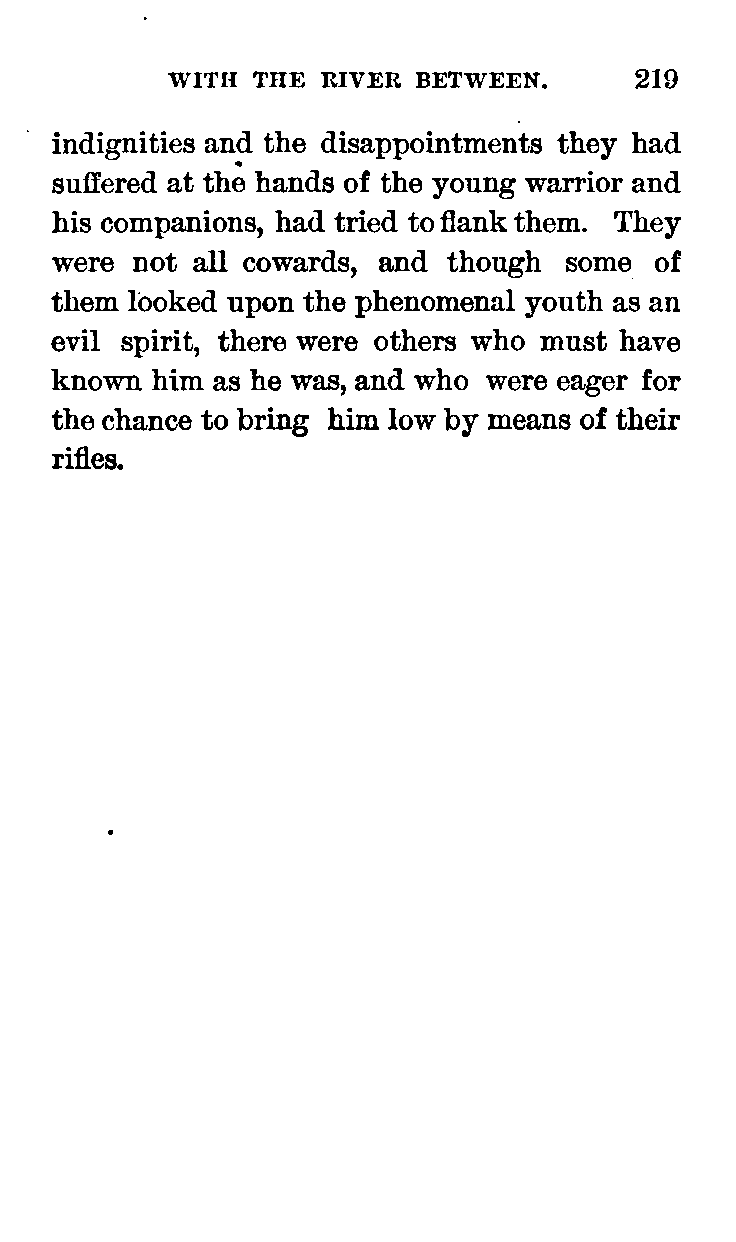 WITH THE RIVER BETWEEN. 219
indignities and the disappointments they had
suffered at the hands of the young warrior and
his companions, had tried to flank them. They
were not all cowards, and though some of
them looked upon the phenomenal youth as an
evil spirit, there were others who must have
known him as he was, and who were eager for
the chance to bring him low by means of their
rifles.